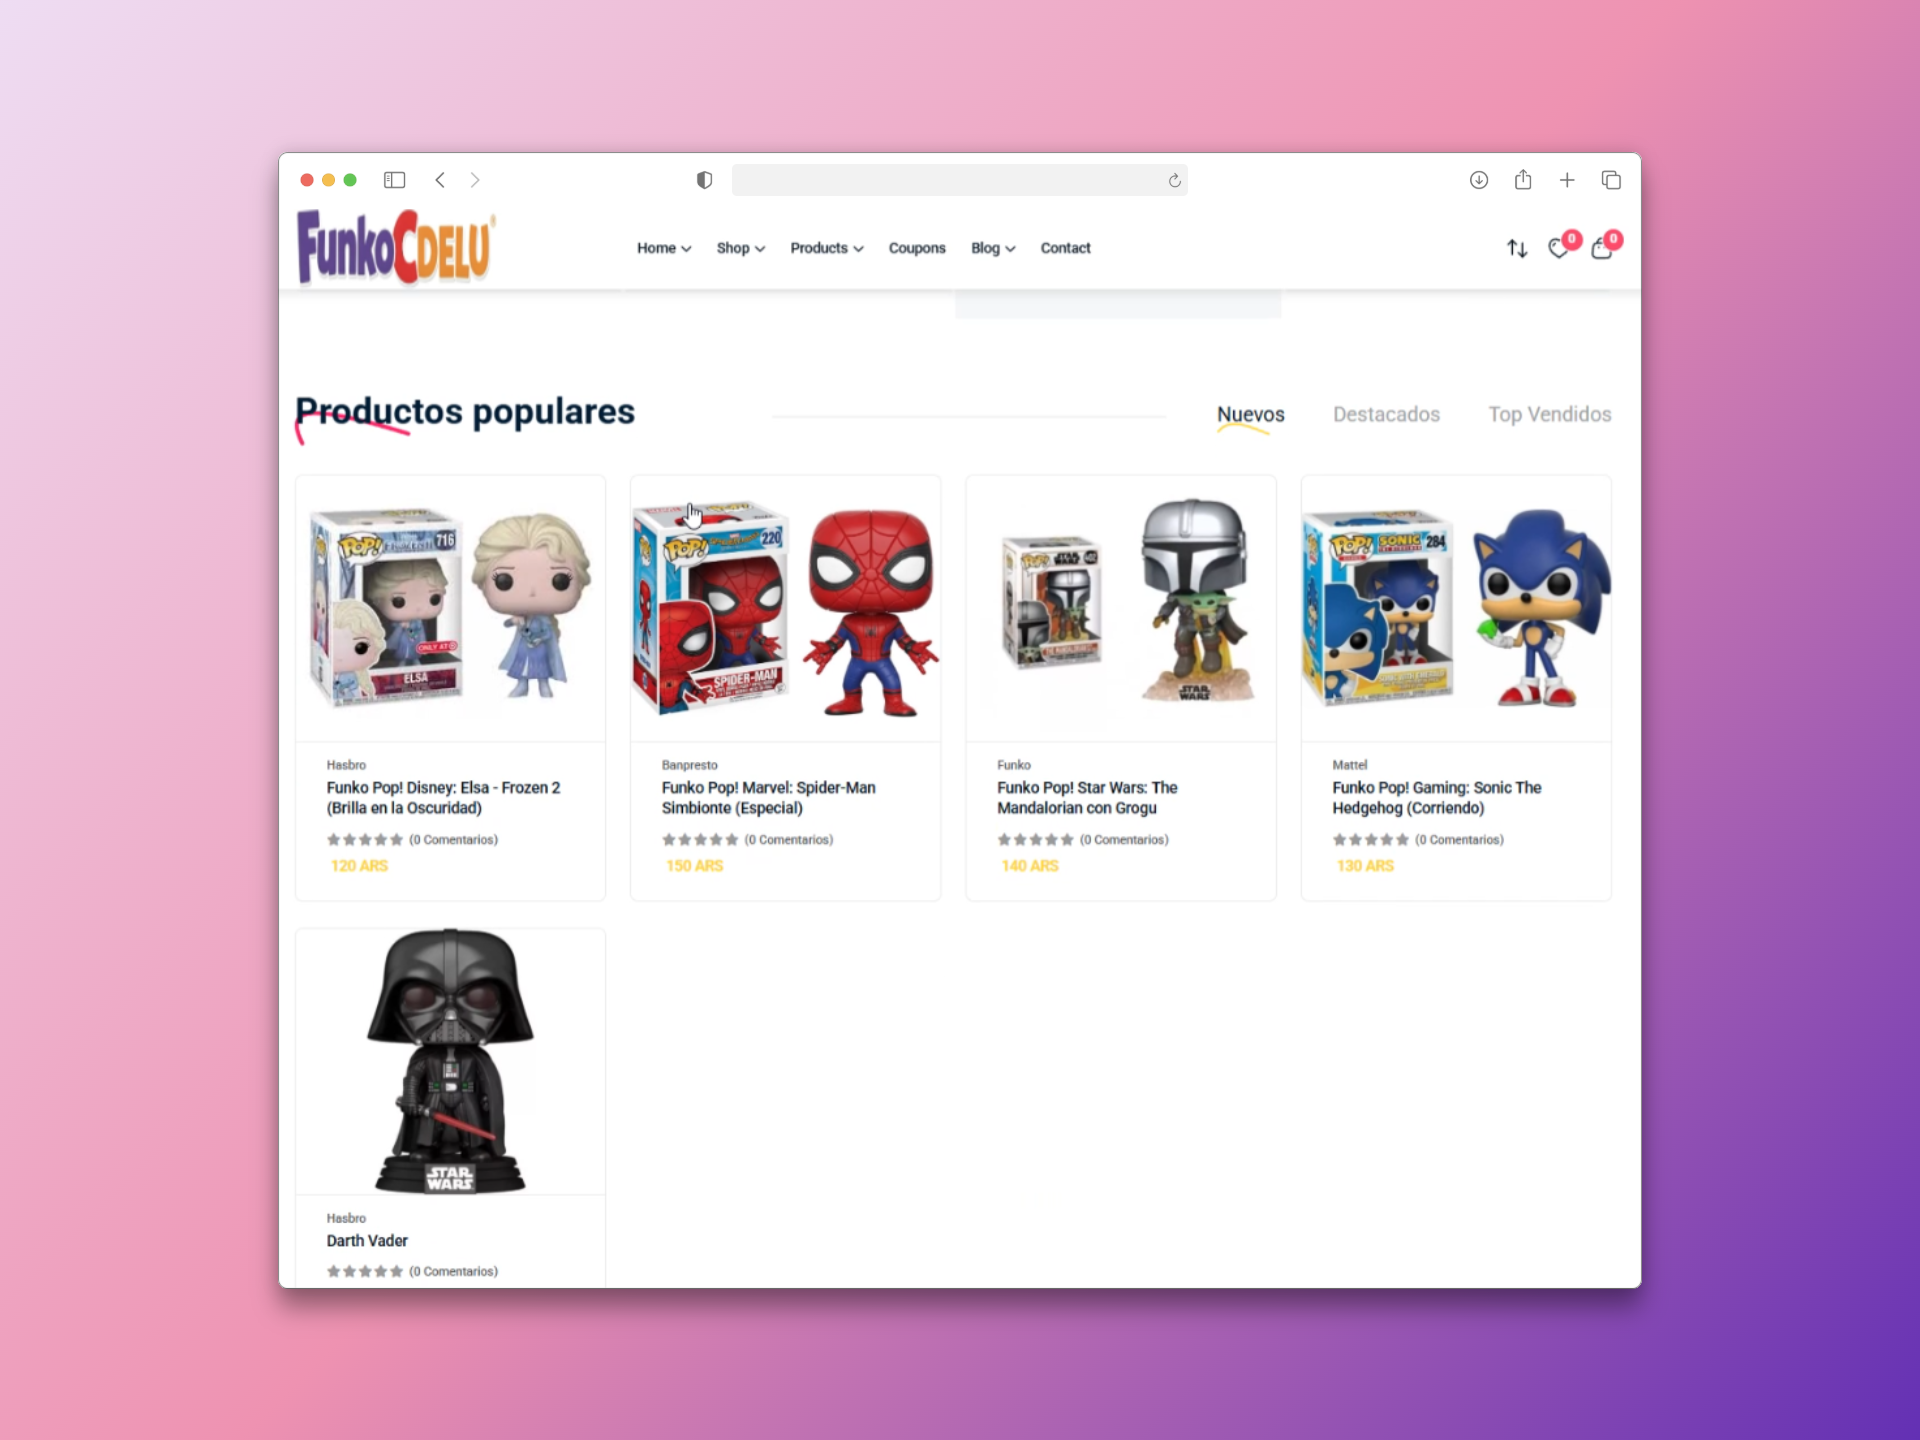 FunkoCDELU
Home Shop Products Coupons Blog Contact
0 0
Productos populares
Nuevos Destacados Top Vendidos
POP! 716
ONLY AT
ELSA
POP! 220
SPIDER-MAN
POP! STAR WARS
STAR WARS
POP! SONIC 284
Hasbro
Funko Pop! Disney: Elsa - Frozen 2
(Brilla en la Oscuridad)
(0 Comentarios)
120 ARS
Banpresto
Funko Pop! Marvel: Spider-Man
Simbionte (Especial)
(0 Comentarios)
150 ARS
Funko
Funko Pop! Star Wars: The
Mandalorian con Grogu
(0 Comentarios)
140 ARS
Mattel
Funko Pop! Gaming: Sonic The
Hedgehog (Corriendo)
(0 Comentarios)
130 ARS
STAR
WARS
Hasbro
Darth Vader
(0 Comentarios)